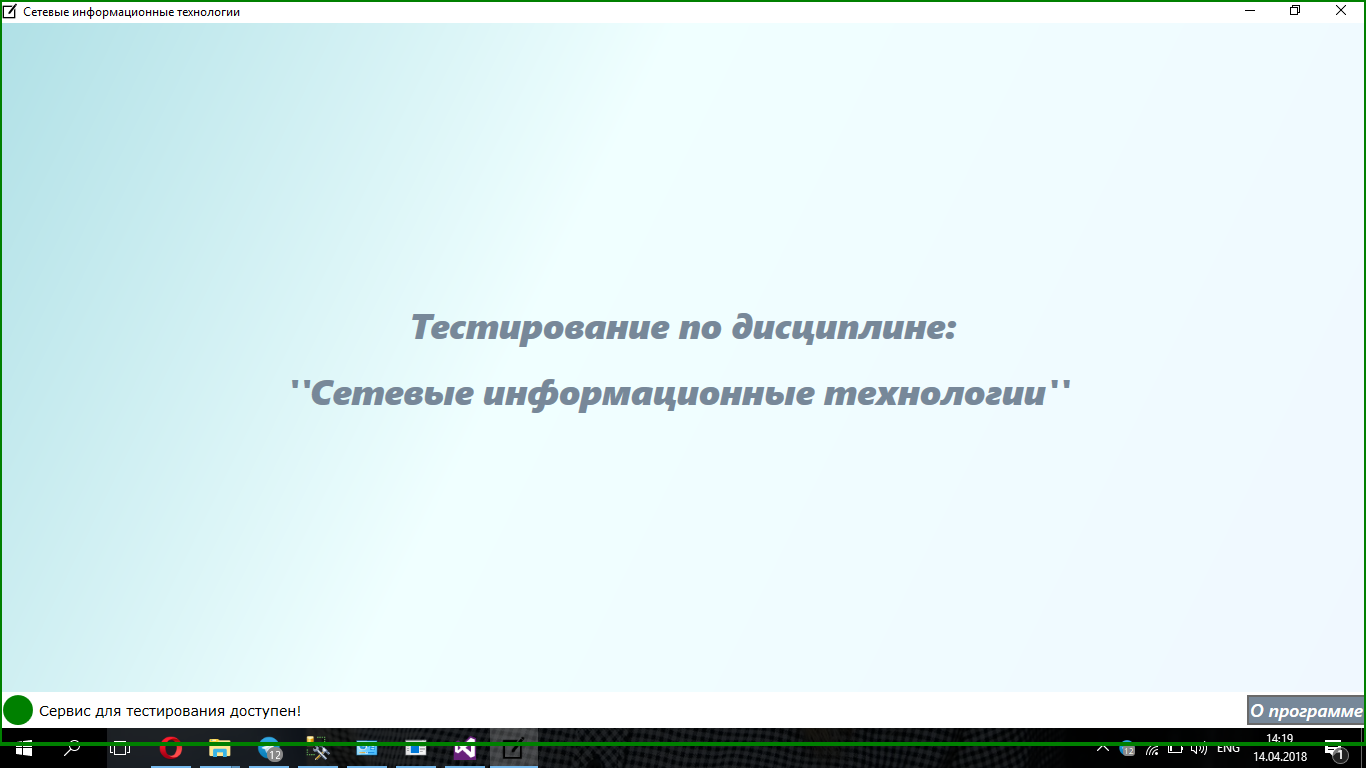 Сетевые информационные технологии
Тестирование по дисциплине:
''Сетевые информационные технологии''
Сервис для тестирования доступен!
О программе
12
12
ENG
14:19
14.04.2018
1